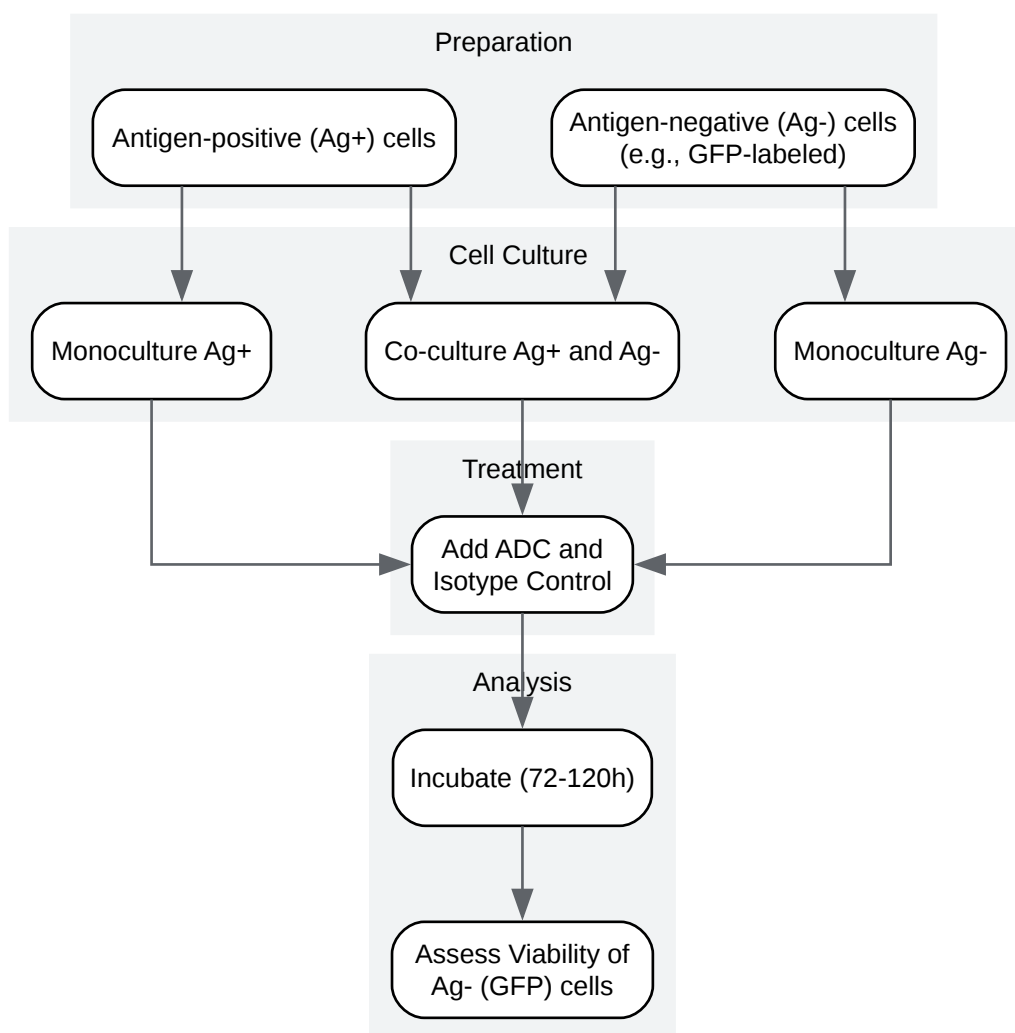 Preparation
Antigen-positive (Ag+) cells
Antigen-negative (Ag-) cells
(e.g., GFP-labeled)
Cell Culture
Monoculture Ag+
Co-culture Ag+ and Ag-
Monoculture Ag-
Treatment
Add ADC and
Isotype Control
Analysis
Incubate (72-120h)
Assess Viability of
Ag- (GFP) cells